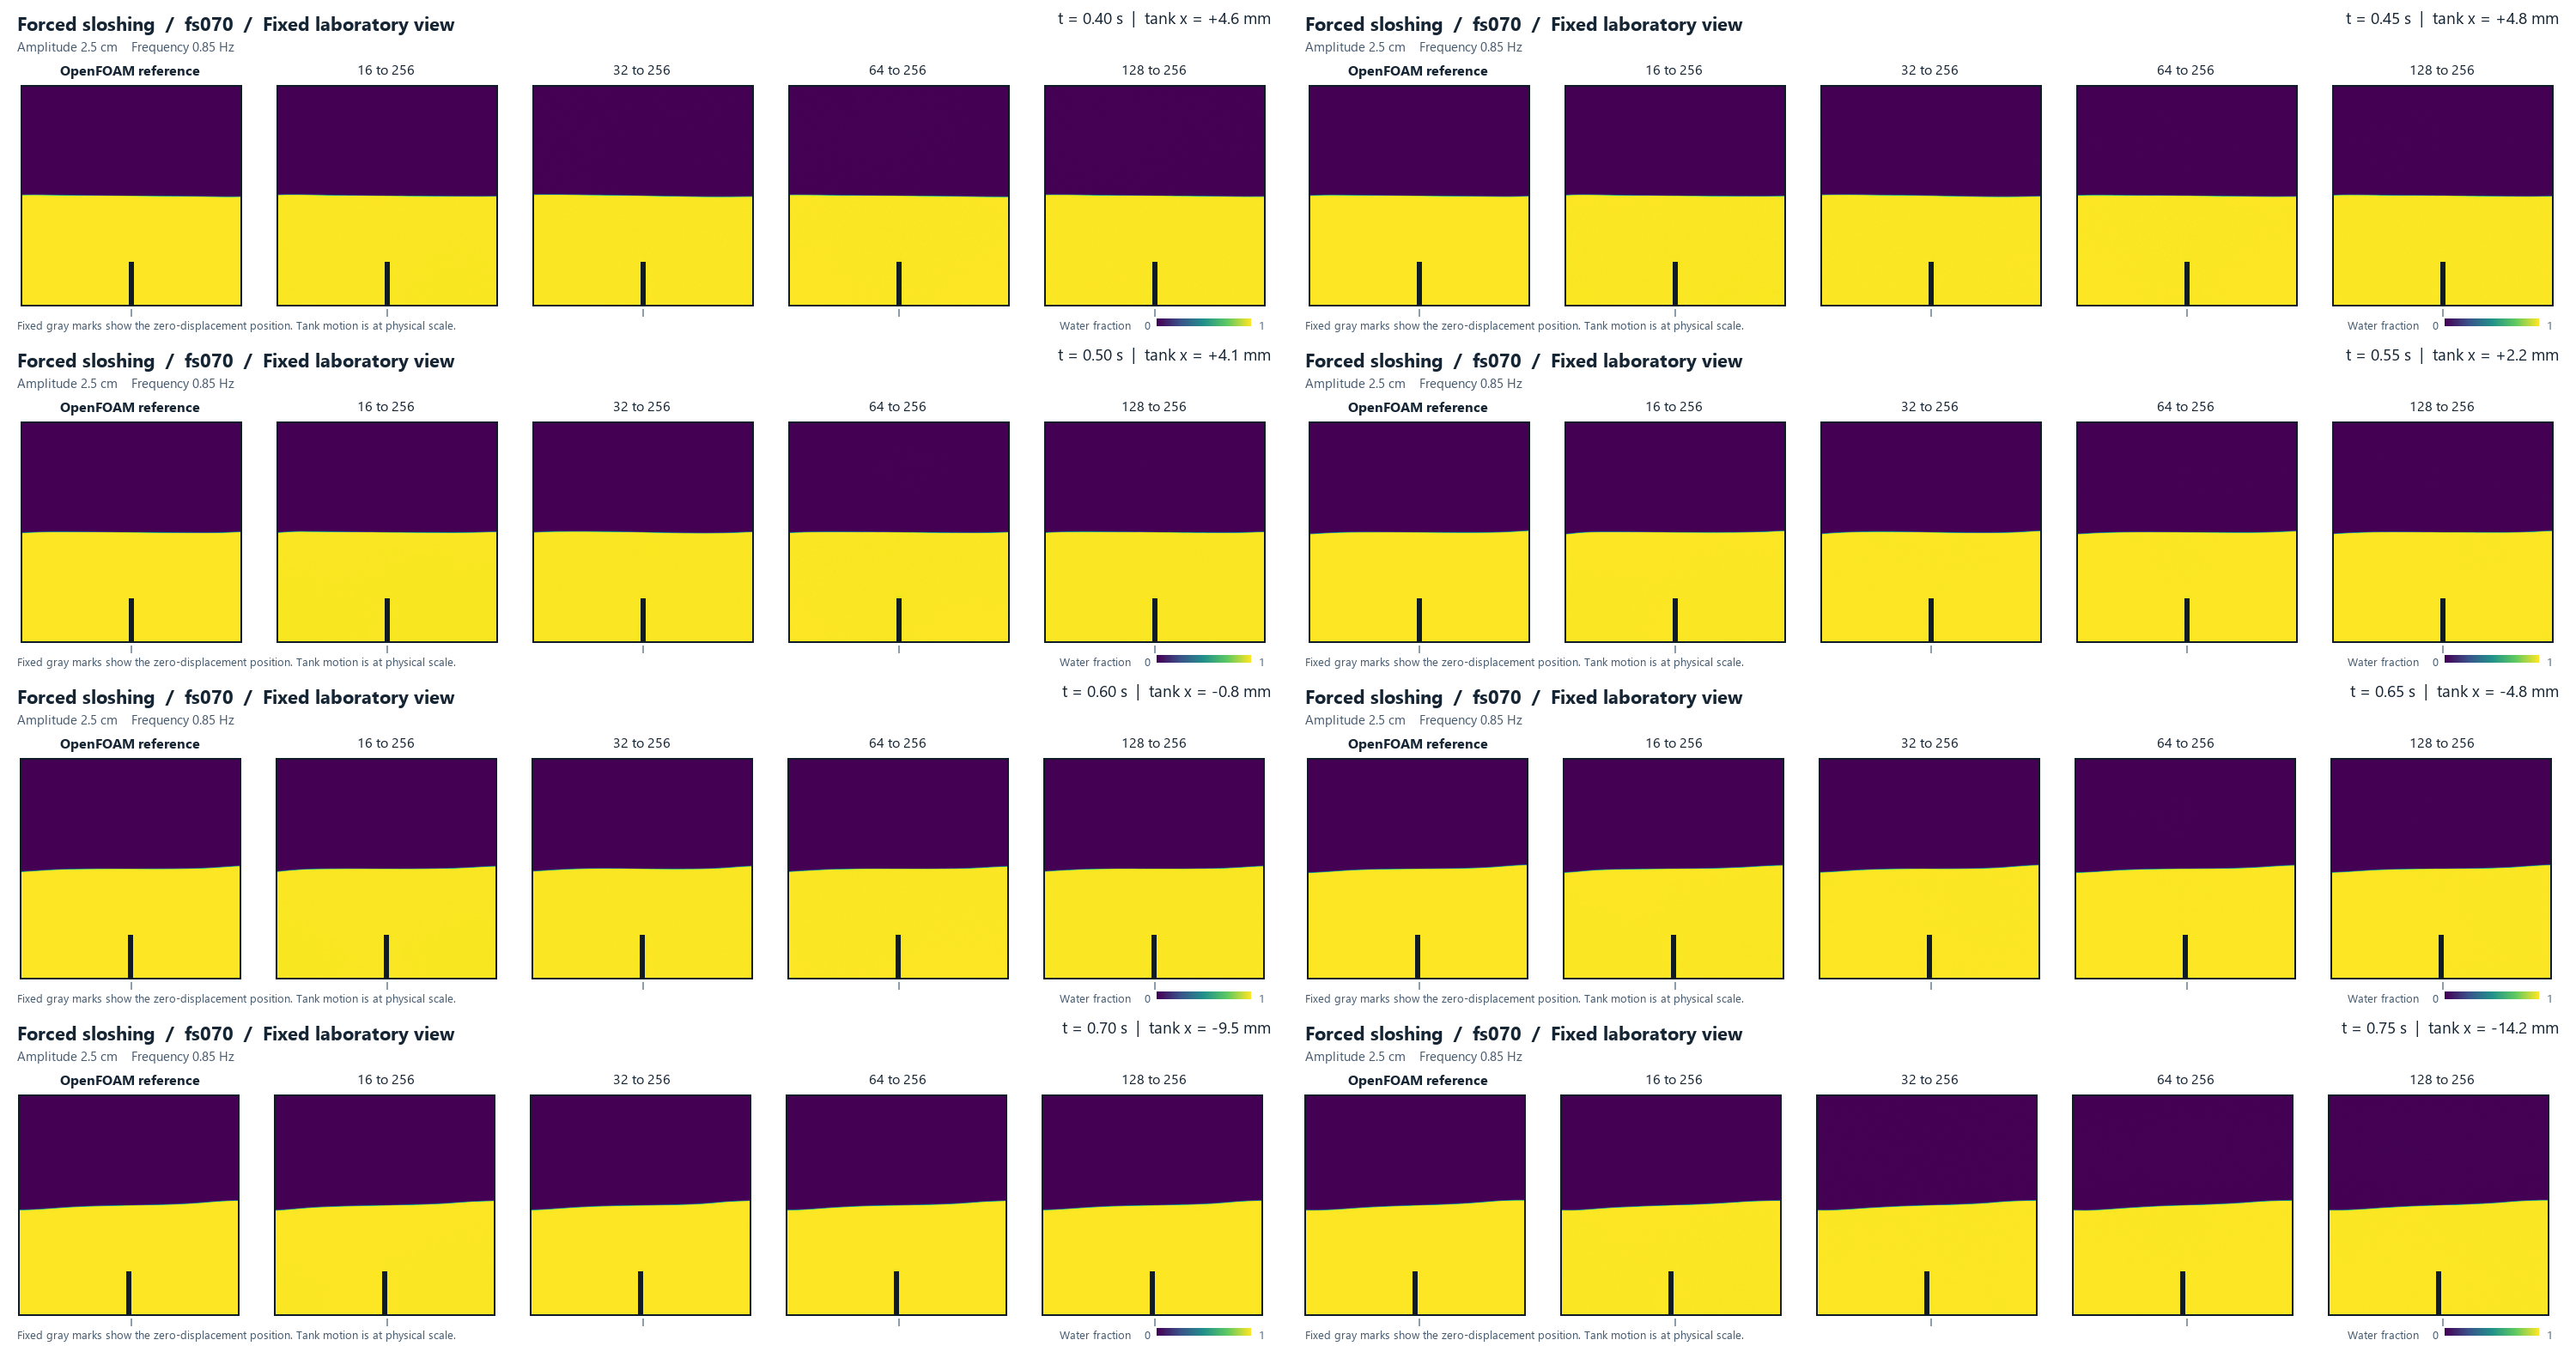 Forced sloshing / fs070 / Fixed laboratory view
t = 0.40 s | tank x = +4.6 mm
Amplitude 2.5 cm Frequency 0.85 Hz
OpenFOAM reference 16 to 256 32 to 256 64 to 256 128 to 256
Fixed gray marks show the zero-displacement position. Tank motion is at physical scale.
Water fraction 0 1
Forced sloshing / fs070 / Fixed laboratory view
t = 0.45 s | tank x = +4.8 mm
Amplitude 2.5 cm Frequency 0.85 Hz
OpenFOAM reference 16 to 256 32 to 256 64 to 256 128 to 256
Fixed gray marks show the zero-displacement position. Tank motion is at physical scale.
Water fraction 0 1
Forced sloshing / fs070 / Fixed laboratory view
t = 0.50 s | tank x = +4.1 mm
Amplitude 2.5 cm Frequency 0.85 Hz
OpenFOAM reference 16 to 256 32 to 256 64 to 256 128 to 256
Fixed gray marks show the zero-displacement position. Tank motion is at physical scale.
Water fraction 0 1
Forced sloshing / fs070 / Fixed laboratory view
t = 0.55 s | tank x = +2.2 mm
Amplitude 2.5 cm Frequency 0.85 Hz
OpenFOAM reference 16 to 256 32 to 256 64 to 256 128 to 256
Fixed gray marks show the zero-displacement position. Tank motion is at physical scale.
Water fraction 0 1
Forced sloshing / fs070 / Fixed laboratory view
t = 0.60 s | tank x = -0.8 mm
Amplitude 2.5 cm Frequency 0.85 Hz
OpenFOAM reference 16 to 256 32 to 256 64 to 256 128 to 256
Fixed gray marks show the zero-displacement position. Tank motion is at physical scale.
Water fraction 0 1
Forced sloshing / fs070 / Fixed laboratory view
t = 0.65 s | tank x = -4.8 mm
Amplitude 2.5 cm Frequency 0.85 Hz
OpenFOAM reference 16 to 256 32 to 256 64 to 256 128 to 256
Fixed gray marks show the zero-displacement position. Tank motion is at physical scale.
Water fraction 0 1
Forced sloshing / fs070 / Fixed laboratory view
t = 0.70 s | tank x = -9.5 mm
Amplitude 2.5 cm Frequency 0.85 Hz
OpenFOAM reference 16 to 256 32 to 256 64 to 256 128 to 256
Fixed gray marks show the zero-displacement position. Tank motion is at physical scale.
Water fraction 0 1
Forced sloshing / fs070 / Fixed laboratory view
t = 0.75 s | tank x = -14.2 mm
Amplitude 2.5 cm Frequency 0.85 Hz
OpenFOAM reference 16 to 256 32 to 256 64 to 256 128 to 256
Fixed gray marks show the zero-displacement position. Tank motion is at physical scale.
Water fraction 0 1